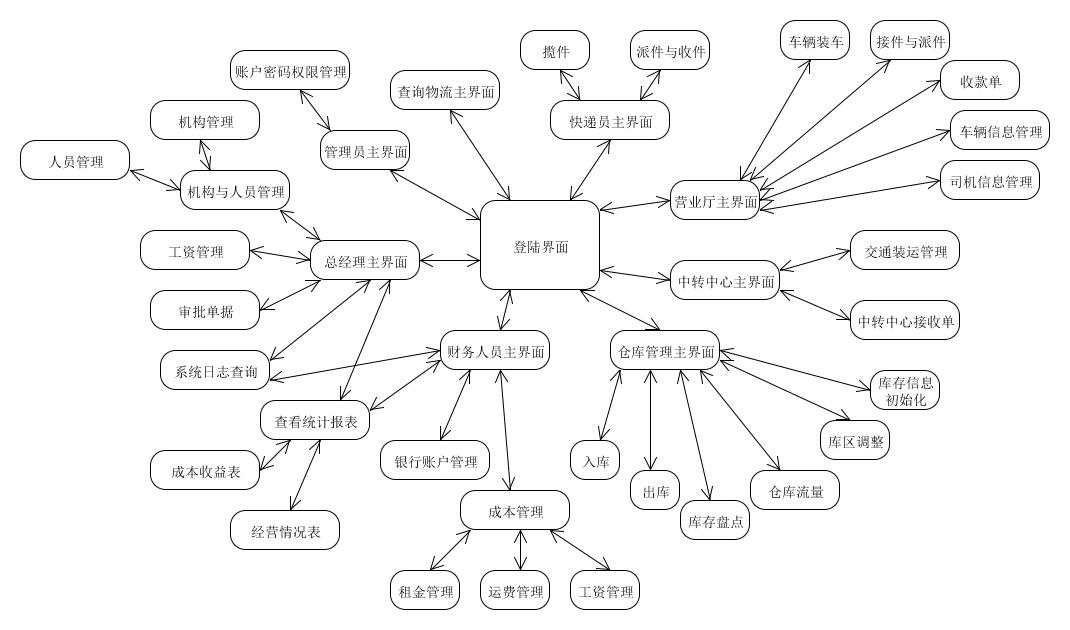 揽件
派件与收件
车辆装车
接件与派件
账户密码权限管理
查询物流主界面
收款单
机构管理
快递员主界面
车辆信息管理
人员管理
管理员主界面
机构与人员管理
营业厅主界面
司机信息管理
登陆界面
工资管理
总经理主界面
中转中心主界面
交通装运管理
审批单据
中转中心接收单
系统日志查询
财务人员主界面
仓库管理主界面
库存信息
初始化
查看统计报表
库区调整
成本收益表
银行账户管理
入库
出库
仓库流量
经营情况表
成本管理
库存盘点
租金管理
运费管理
工资管理